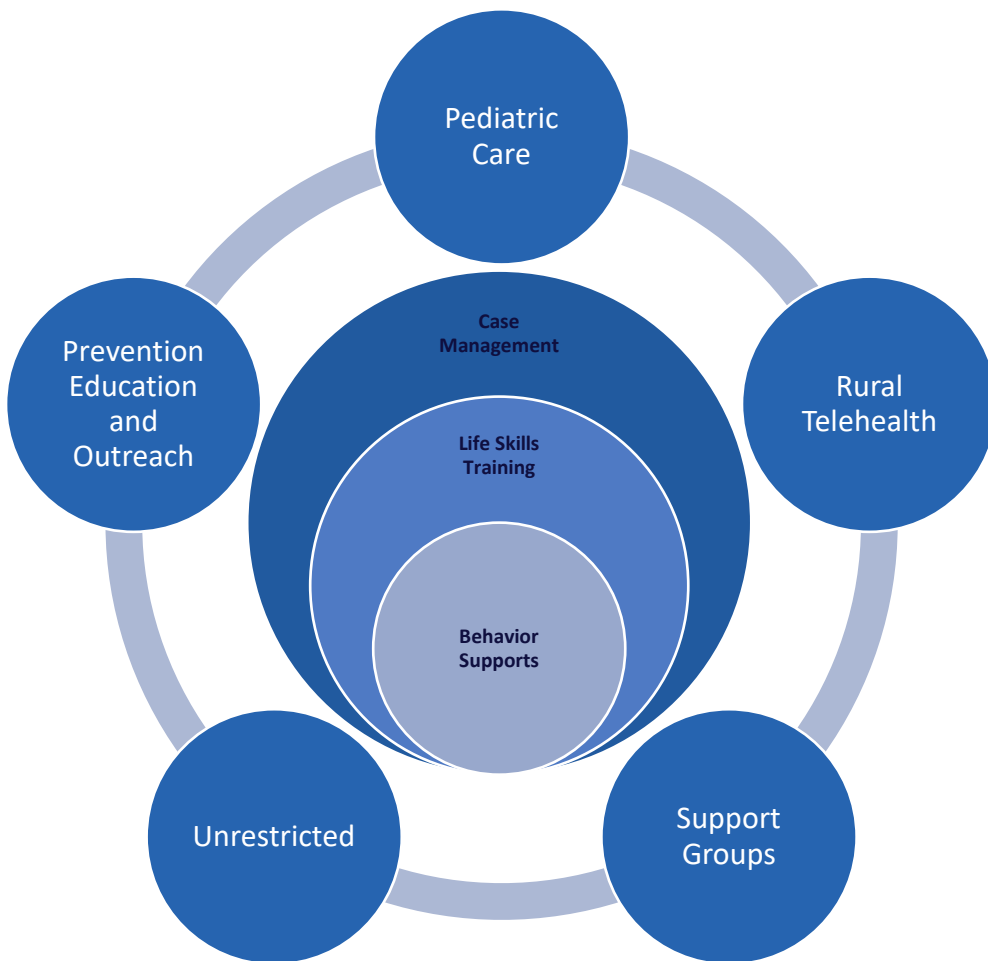 Pediatric
Care
Prevention
Education
and
Outreach
Case
Management
Rural
Telehealth
Life Skills
Training
Behavior
Supports
Unrestricted
Support
Groups